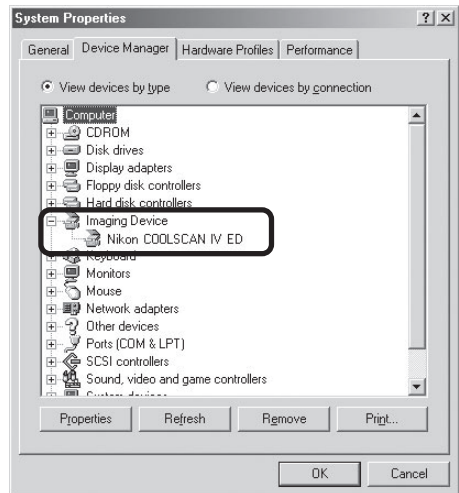 System Properties
General Device Manager Hardware Profiles Performance
View devices by type View devices by connection
Computer
CDROM
Disk drives
Display adapters
Floppy disk controllers
Hard disk controllers
Imaging Device
Nikon COOLSCAN IV ED
Keyboard
Monitors
Mouse
Network adapters
Other devices
Ports (COM & LPT)
SCSI controllers
Sound, video and game controllers
System devices
Properties Refresh Remove Print...
OK Cancel